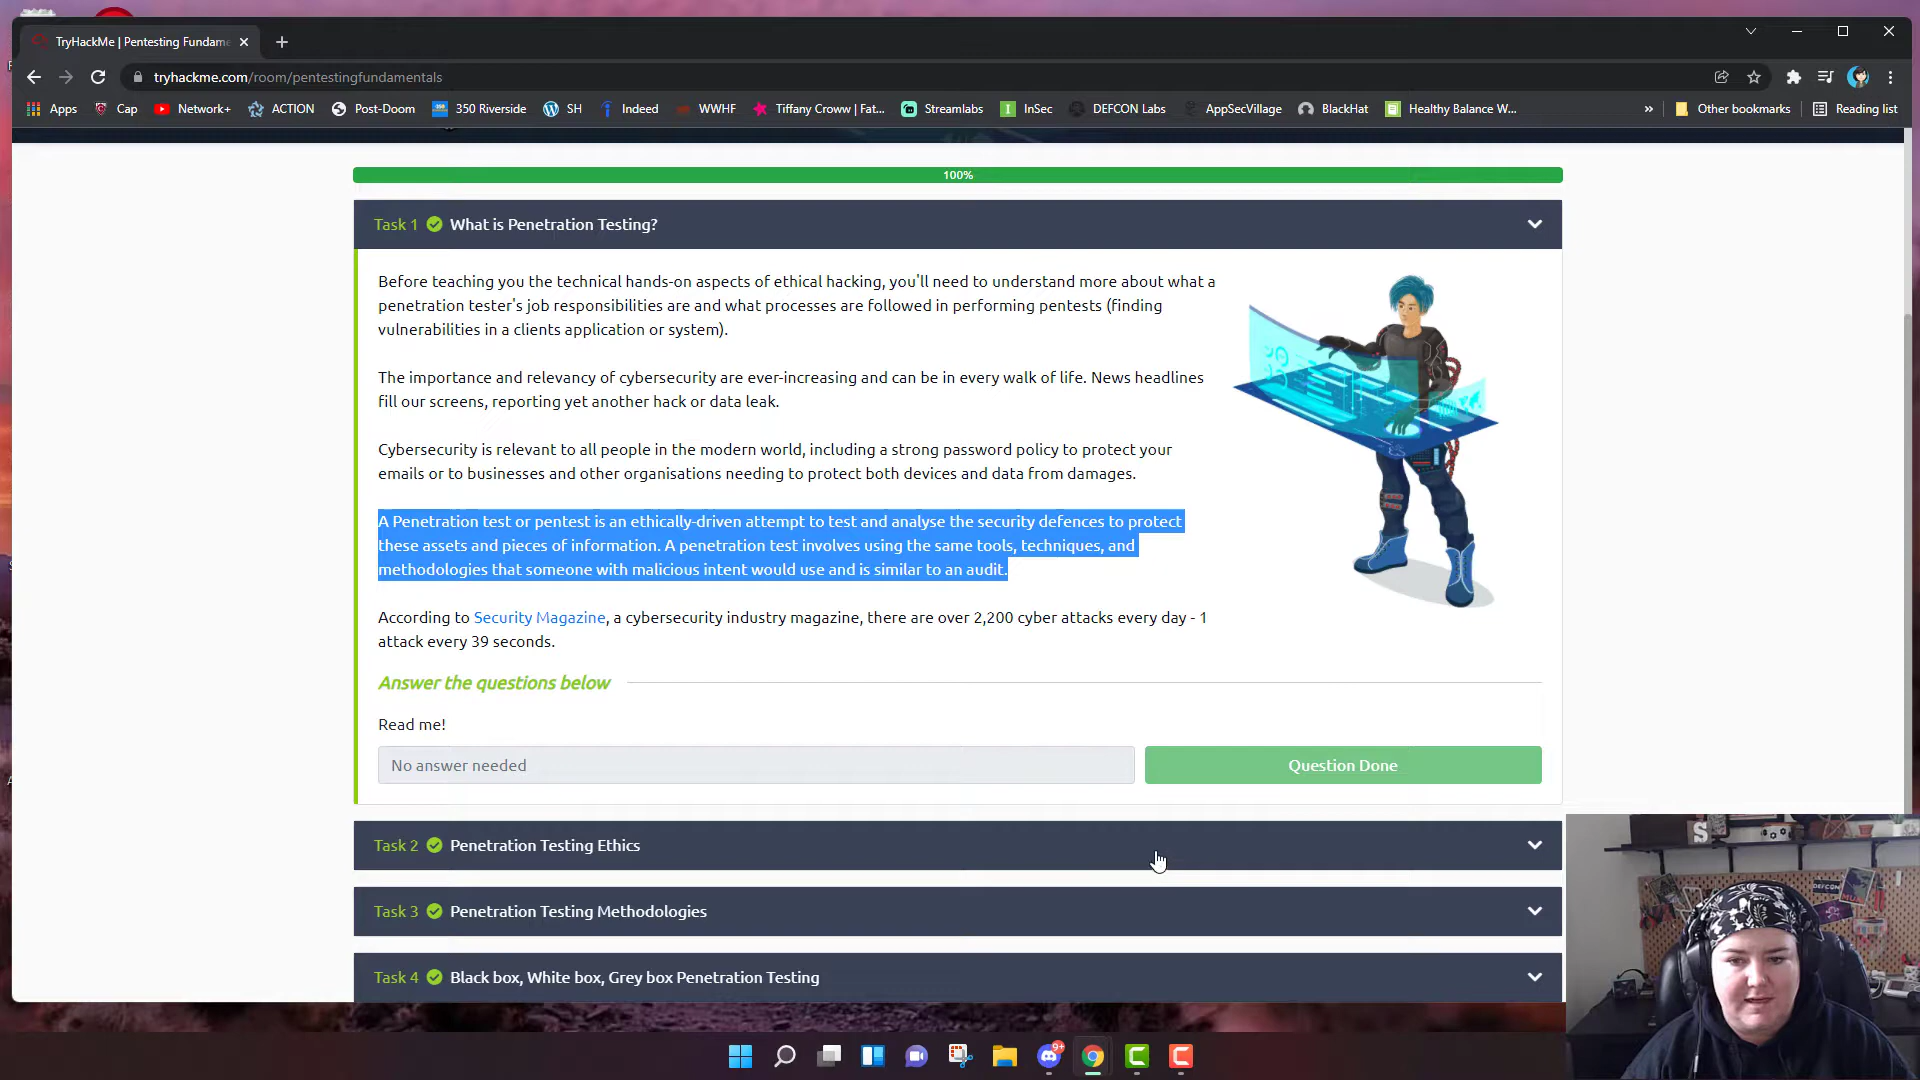 TryHackMe | Pentesting Fundame
tryhackme.com/room/pentestingfundamentals
Apps
Cap
Network+
ACTION
Post-Doom
350 Riverside
SH
Indeed
WWHF
Tiffany Croww | Fat...
Streamlabs
InSec
DEFCON Labs
AppSecVillage
BlackHat
Healthy Balance W...
»
Other bookmarks
Reading list
100%
Task 1 What is Penetration Testing?
Before teaching you the technical hands-on aspects of ethical hacking, you'll need to understand more about what a
penetration tester's job responsibilities are and what processes are followed in performing pentests (finding
vulnerabilities in a clients application or system).
The importance and relevancy of cybersecurity are ever-increasing and can be in every walk of life. News headlines
fill our screens, reporting yet another hack or data leak.
Cybersecurity is relevant to all people in the modern world, including a strong password policy to protect your
emails or to businesses and other organisations needing to protect both devices and data from damages.
A Penetration test or pentest is an ethically-driven attempt to test and analyse the security defences to protect
these assets and pieces of information. A penetration test involves using the same tools, techniques, and
methodologies that someone with malicious intent would use and is similar to an audit.
According to Security Magazine, a cybersecurity industry magazine, there are over 2,200 cyber attacks every day - 1
attack every 39 seconds.
Answer the questions below
Read me!
No answer needed
Question Done
Task 2 Penetration Testing Ethics
Task 3 Penetration Testing Methodologies
Task 4 Black box, White box, Grey box Penetration Testing
S
DEFCON
9+